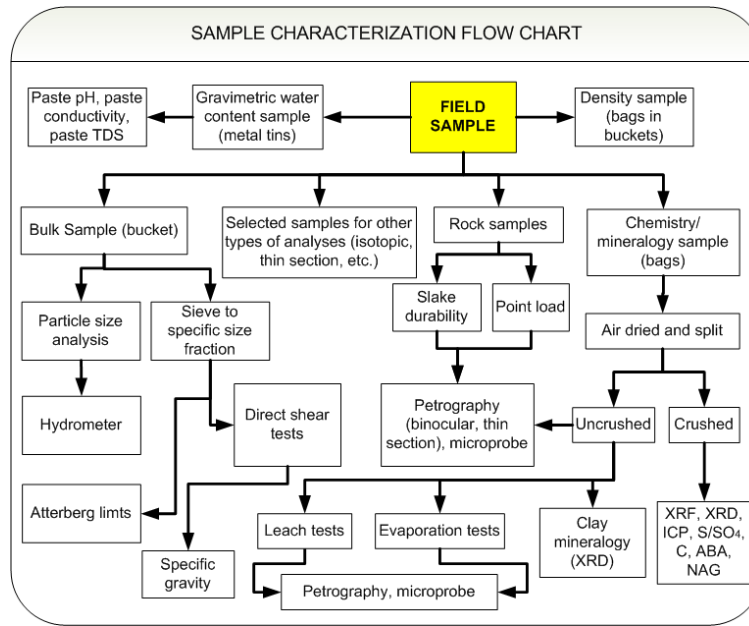 SAMPLE CHARACTERIZATION FLOW CHART
Paste pH, paste
conductivity,
paste TDS
Gravimetric water
content sample
(metal tins)
FIELD
SAMPLE
Density sample
(bags in
buckets)
Bulk Sample (bucket)
Selected samples for other
types of analyses (isotopic,
thin section, etc.)
Rock samples
Chemistry/
mineralogy sample
(bags)
Particle size
analysis
Sieve to
specific size
fraction
Slake
durability
Point load
Air dried and split
Hydrometer
Direct shear
tests
Petrography
(binocular, thin
section), microprobe
Uncrushed
Crushed
Atterberg limts
Specific
gravity
Leach tests
Evaporation tests
Clay
mineralogy
(XRD)
XRF, XRD,
ICP, S/SO₄,
C, ABA,
NAG
Petrography, microprobe